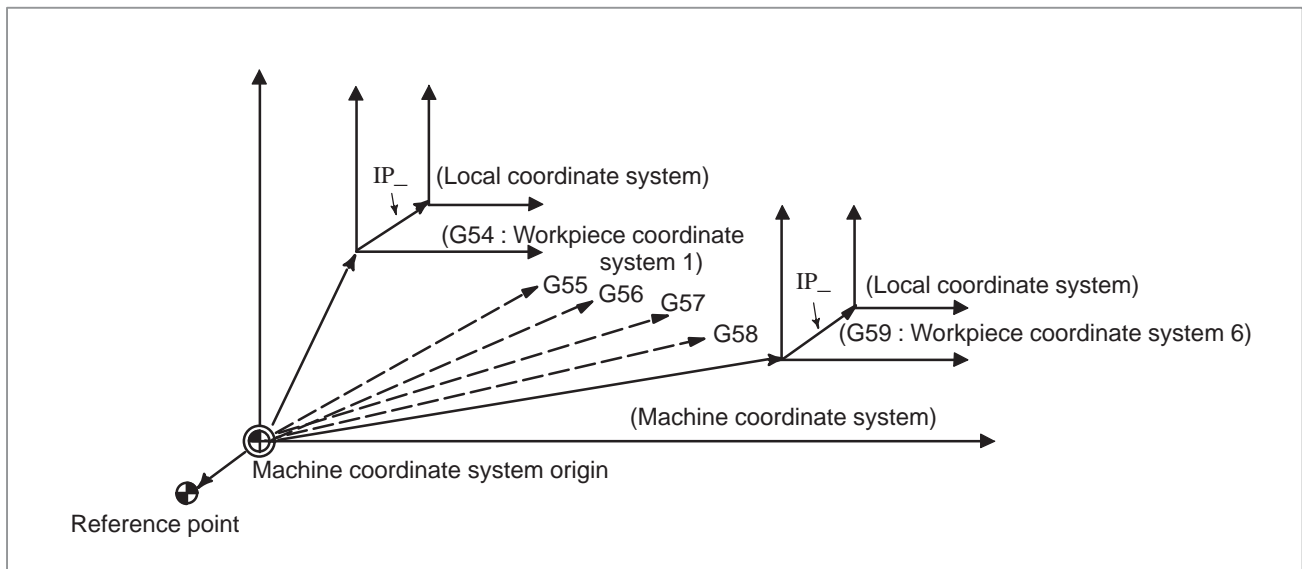 IP_
(Local coordinate system)
(G54 : Workpiece coordinate
system 1)
G55
G56
G57
G58
IP_
(Local coordinate system)
(G59 : Workpiece coordinate system 6)
(Machine coordinate system)
Machine coordinate system origin
Reference point